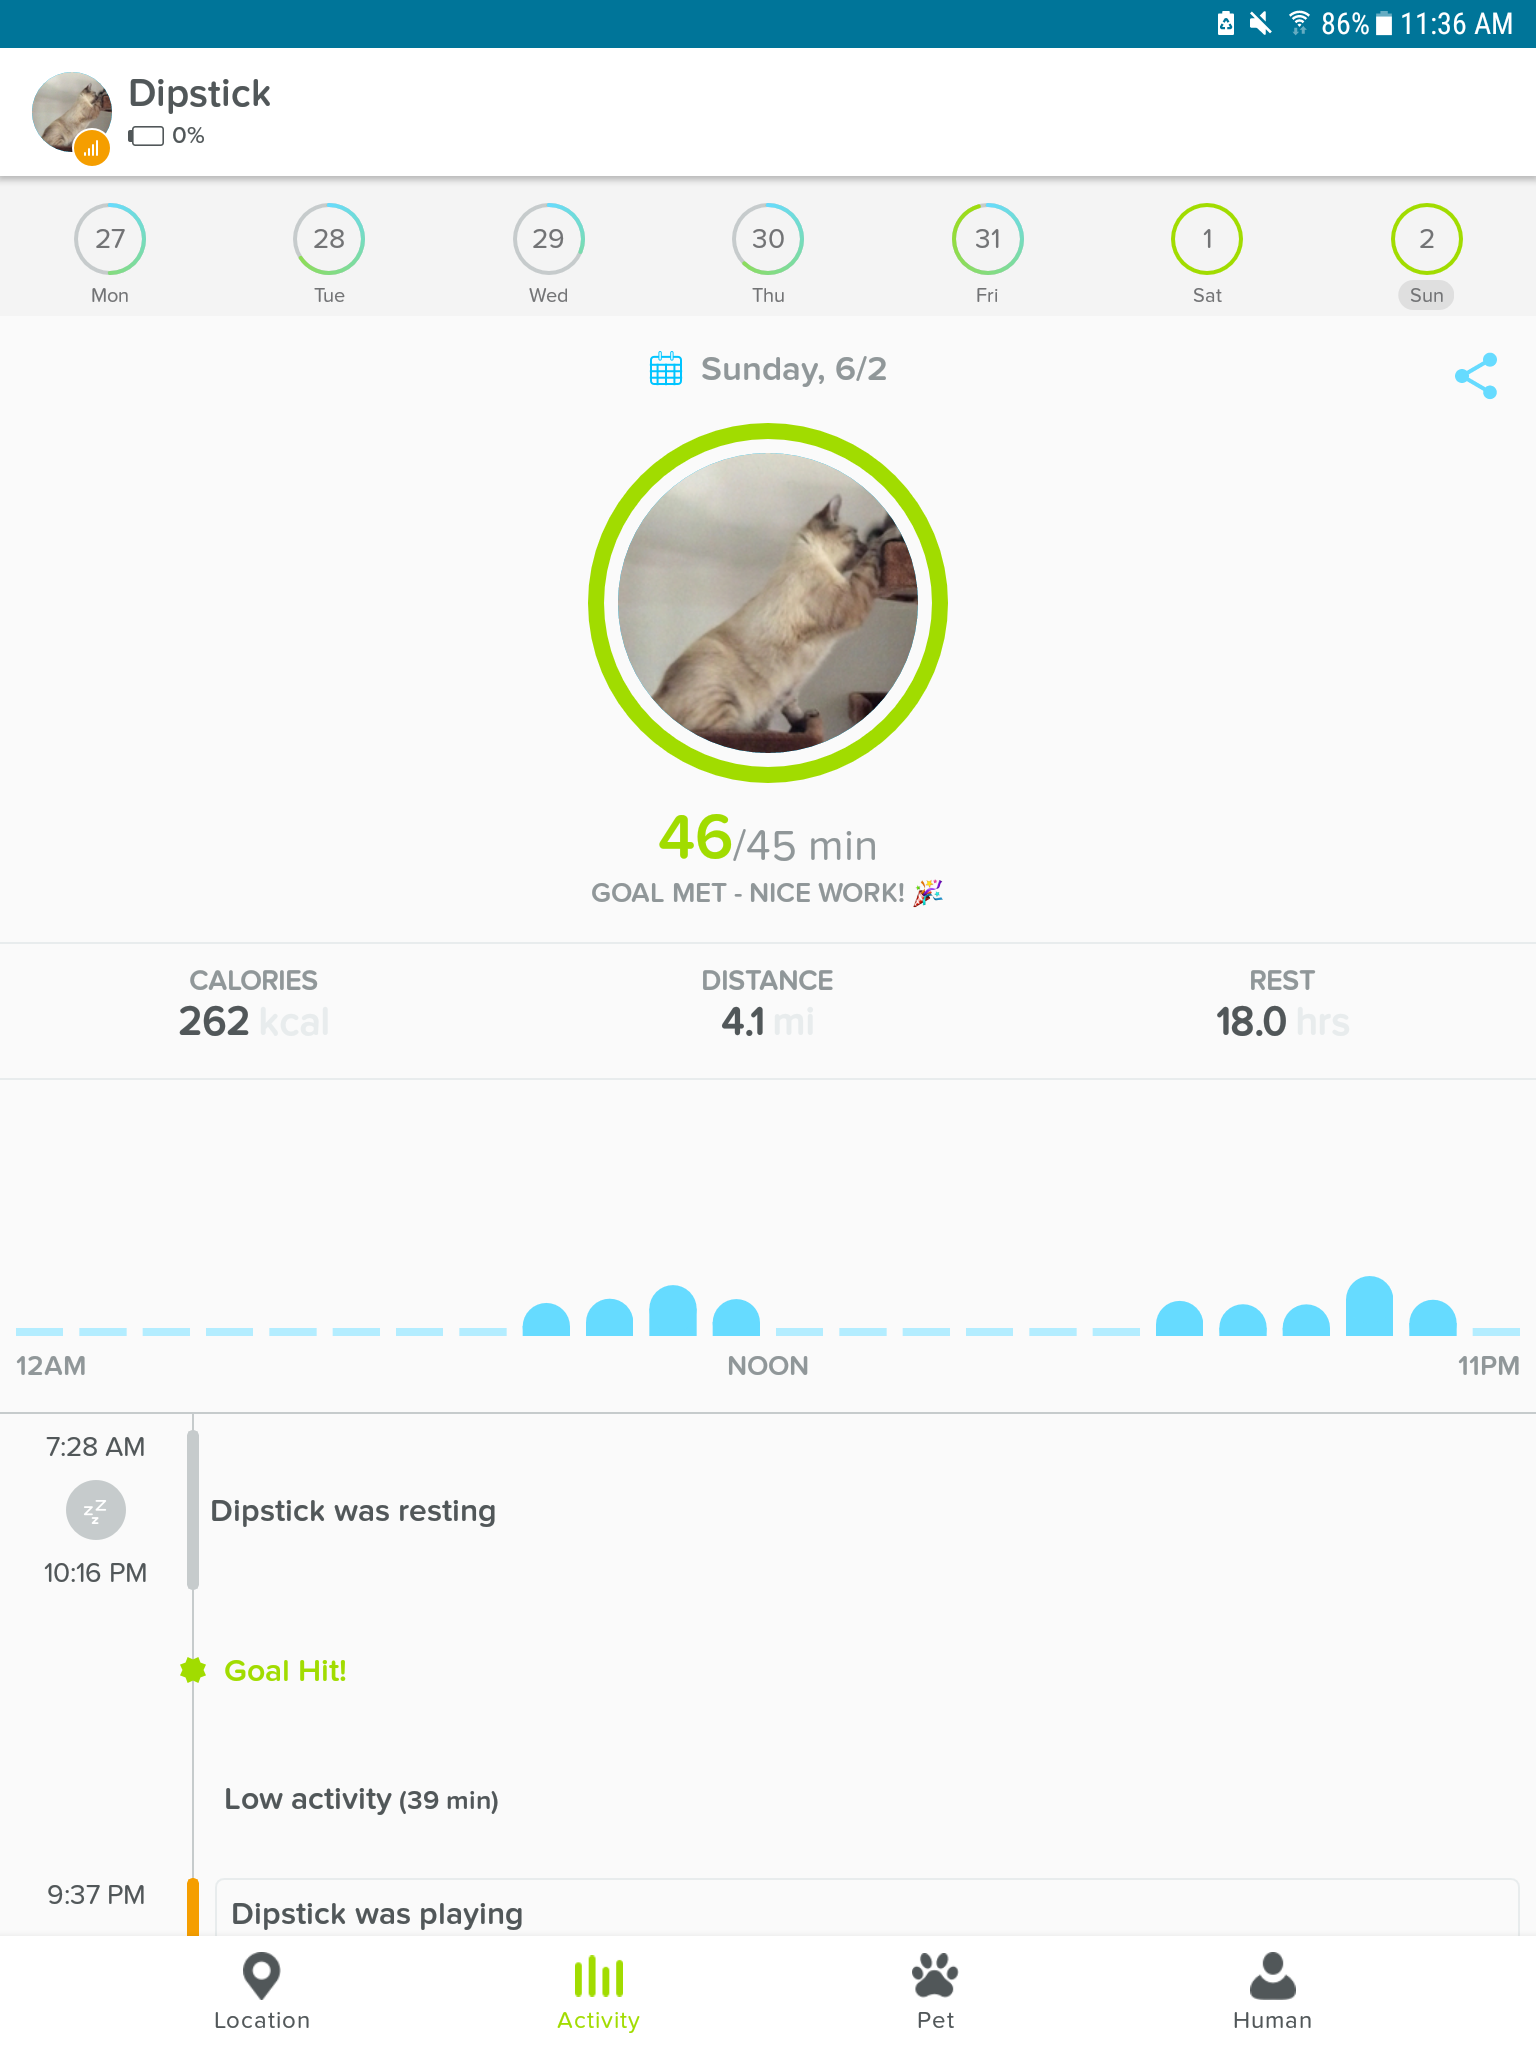 86% 11:36 AM
Dipstick
0%
27 28 29 30 31 1 2
Mon Tue Wed Thu Fri Sat Sun
Sunday, 6/2
46/45 min
GOAL MET - NICE WORK! 🎉
CALORIES DISTANCE REST
262 kcal 4.1 mi 18.0 hrs
12AM NOON 11PM
7:28 AM
zzz
Dipstick was resting
10:16 PM
Goal Hit!
Low activity (39 min)
9:37 PM
Dipstick was playing
Location Activity Pet Human